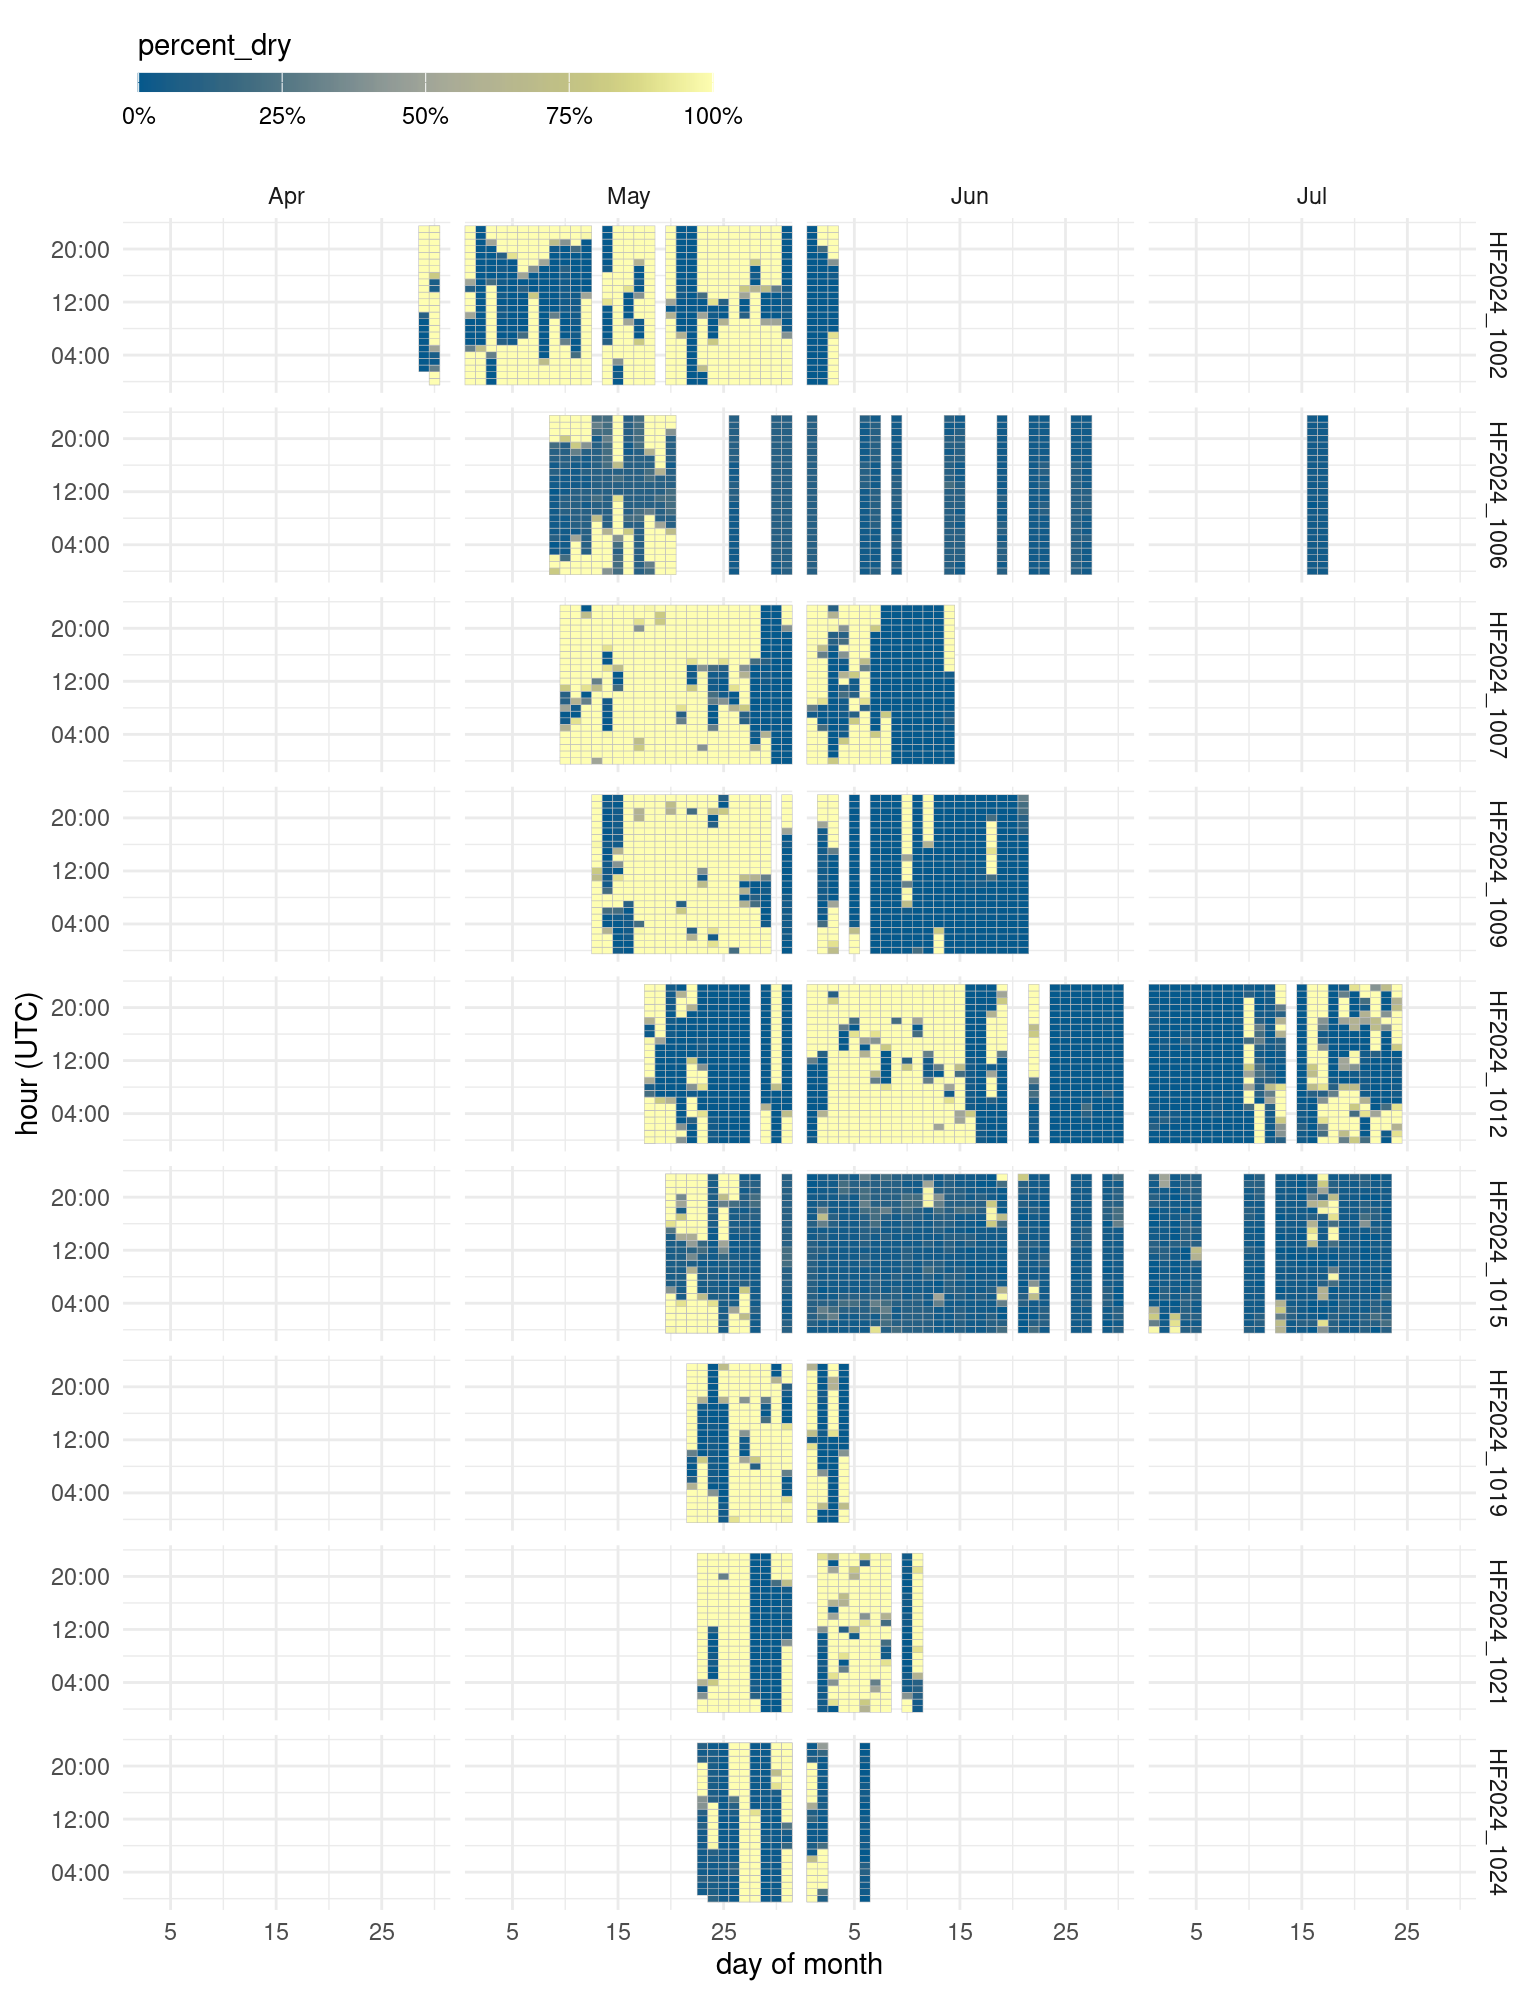 percent_dry
0% 25% 50% 75% 100%
Apr May Jun Jul
20:00
12:00
04:00
HF2024_1002
20:00
12:00
04:00
HF2024_1006
20:00
12:00
04:00
HF2024_1007
20:00
12:00
04:00
HF2024_1009
hour (UTC)
20:00
12:00
04:00
HF2024_1012
20:00
12:00
04:00
HF2024_1015
20:00
12:00
04:00
HF2024_1019
20:00
12:00
04:00
HF2024_1021
20:00
12:00
04:00
HF2024_1024
5 15 25 5 15 25 5 15 25 5 15 25
day of month